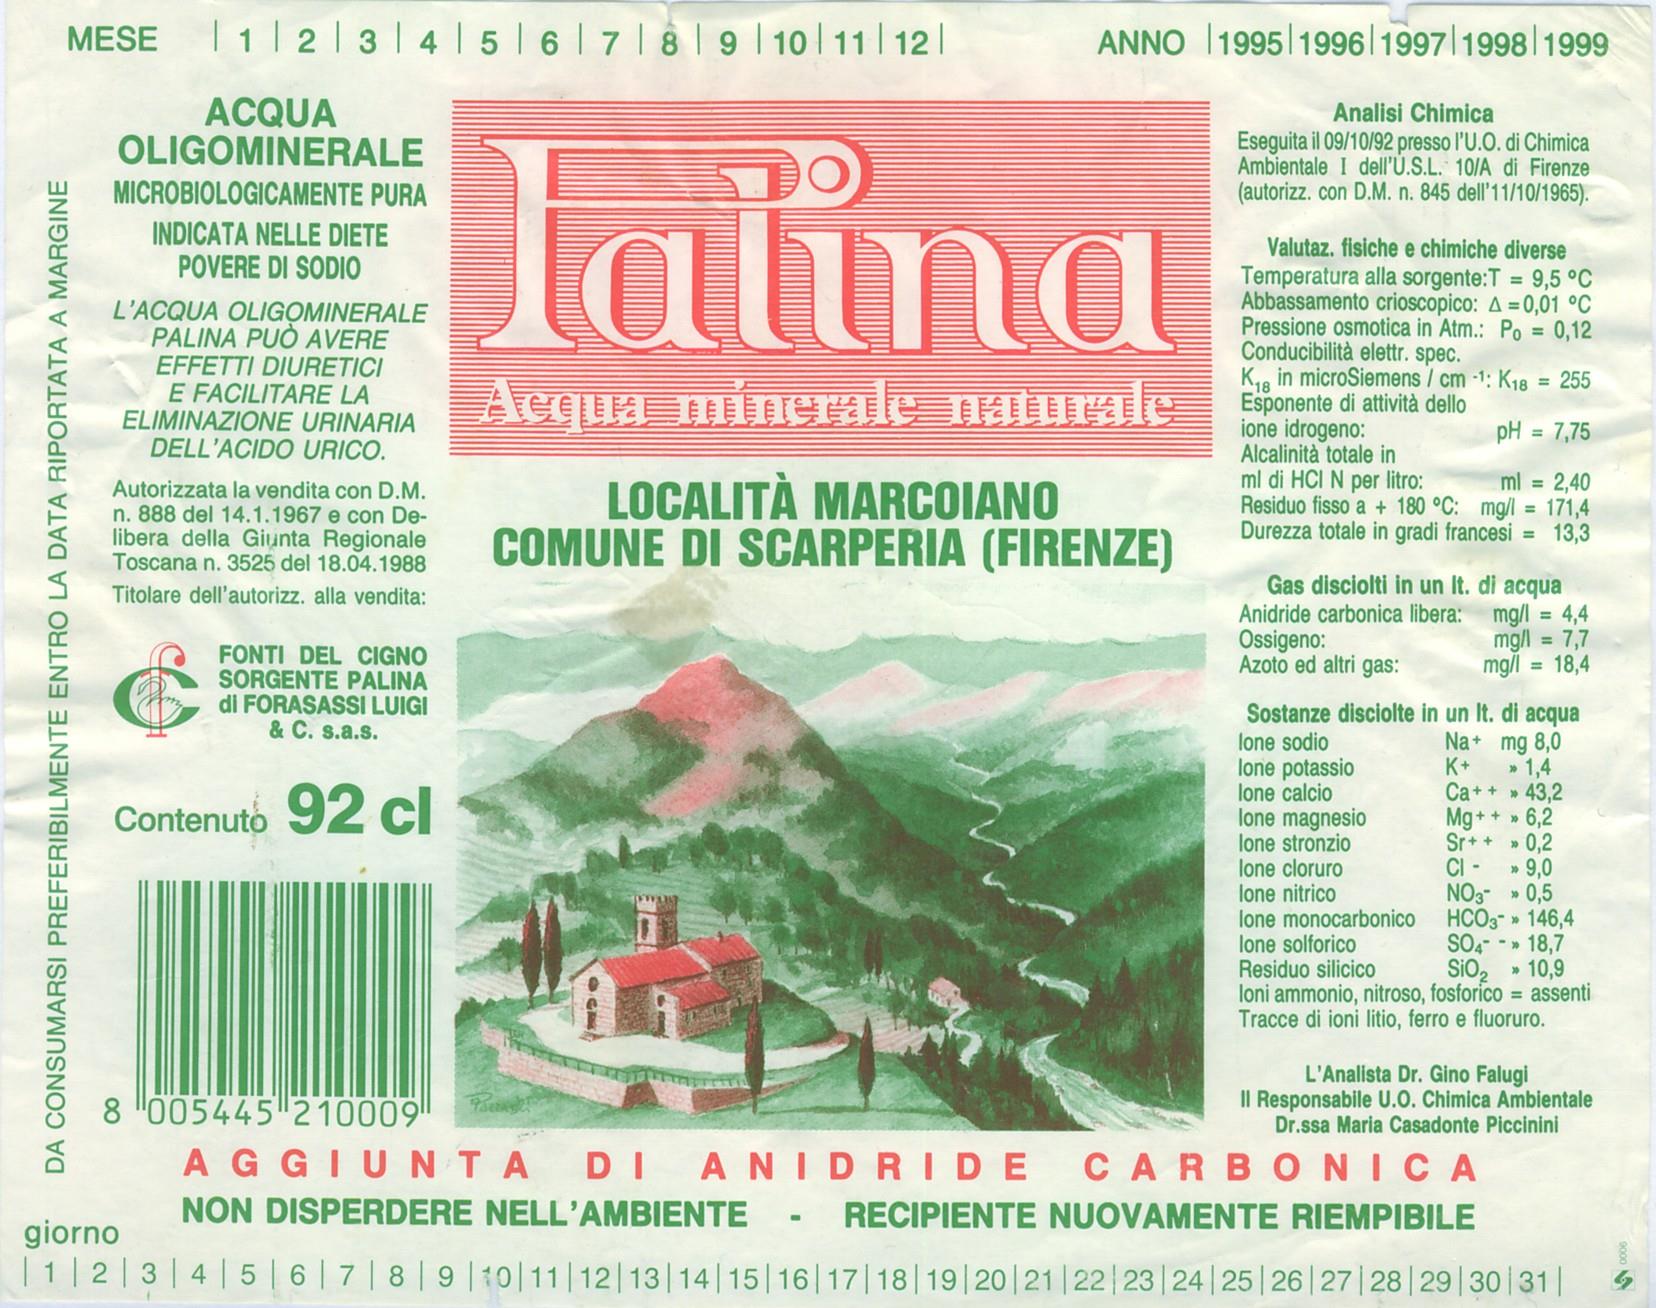 MESE | 1 | 2 | 3 | 4 | 5 | 6 | 7 | 8 | 9 | 10 | 11 | 12 |
ANNO | 1995 | 1996 | 1997 | 1998 | 1999
DA CONSUMARSI PREFERIBILMENTE ENTRO LA DATA RIPORTATA A MARGINE
ACQUA
OLIGOMINERALE
MICROBIOLOGICAMENTE PURA
INDICATA NELLE DIETE
POVERE DI SODIO
L'ACQUA OLIGOMINERALE
PALINA PUÒ AVERE
EFFETTI DIURETICI
E FACILITARE LA
ELIMINAZIONE URINARIA
DELL'ACIDO URICO.
Autorizzata la vendita con D.M.
n. 888 del 14.1.1967 e con De-
libera della Giunta Regionale
Toscana n. 3525 del 18.04.1988
Titolare dell'autorizz. alla vendita:
FONTI DEL CIGNO
SORGENTE PALINA
di FORASASSI LUIGI
& C. s.a.s.
Contenuto 92 cl
8 005445 210009
Palina
Acqua minerale naturale
LOCALITÀ MARCOIANO
COMUNE DI SCARPERIA (FIRENZE)
Analisi Chimica
Eseguita il 09/10/92 presso l'U.O. di Chimica
Ambientale I dell'U.S.L. 10/A di Firenze
(autorizz. con D.M. n. 845 dell'11/10/1965).
Valutaz. fisiche e chimiche diverse
Temperatura alla sorgente: T = 9,5 °C
Abbassamento crioscopico: Δ = 0,01 °C
Pressione osmotica in Atm.: P₀ = 0,12
Conducibilità elettr. spec.
K₁₈ in microSiemens / cm ⁻¹: K₁₈ = 255
Esponente di attività dello
ione idrogeno: pH = 7,75
Alcalinità totale in
ml di HCl N per litro: ml = 2,40
Residuo fisso a + 180 °C: mg/l = 171,4
Durezza totale in gradi francesi = 13,3
Gas disciolti in un lt. di acqua
Anidride carbonica libera: mg/l = 4,4
Ossigeno: mg/l = 7,7
Azoto ed altri gas: mg/l = 18,4
Sostanze disciolte in un lt. di acqua
Ione sodio Na+ mg 8,0
Ione potassio K+ » 1,4
Ione calcio Ca++ » 43,2
Ione magnesio Mg++ » 6,2
Ione stronzio Sr++ » 0,2
Ione cloruro Cl- » 9,0
Ione nitrico NO₃- » 0,5
Ione monocarbonico HCO₃- » 146,4
Ione solforico SO₄-- » 18,7
Residuo silicico SiO₂ » 10,9
Ioni ammonio, nitroso, fosforico = assenti
Tracce di ioni litio, ferro e fluoruro.
L'Analista Dr. Gino Falugi
Il Responsabile U.O. Chimica Ambientale
Dr.ssa Maria Casadonte Piccinini
AGGIUNTA DI ANIDRIDE CARBONICA
NON DISPERDERE NELL'AMBIENTE - RECIPIENTE NUOVAMENTE RIEMPIBILE
giorno
| 1 | 2 | 3 | 4 | 5 | 6 | 7 | 8 | 9 | 10 | 11 | 12 | 13 | 14 | 15 | 16 | 17 | 18 | 19 | 20 | 21 | 22 | 23 | 24 | 25 | 26 | 27 | 28 | 29 | 30 | 31 |